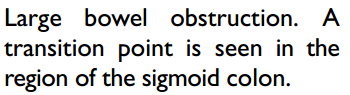 Large bowel obstruction. A
transition point is seen in the
region of the sigmoid colon.